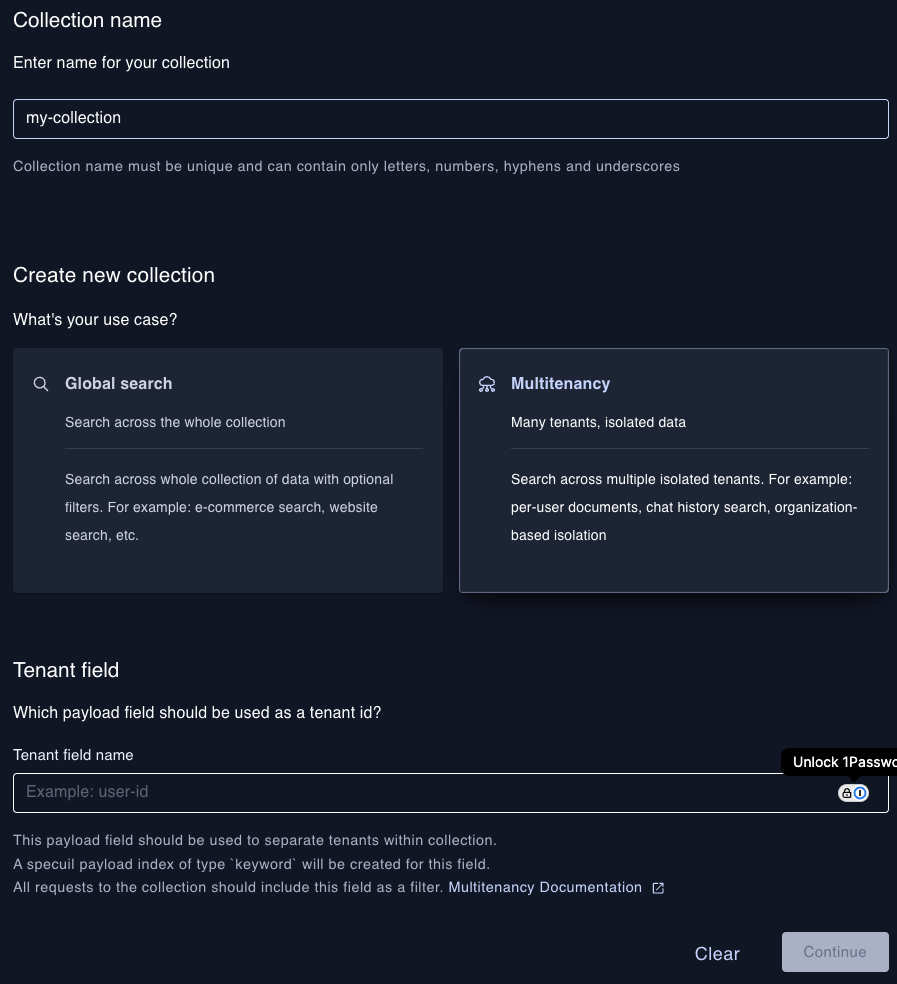 Collection name
Enter name for your collection
my-collection
Collection name must be unique and can contain only letters, numbers, hyphens and underscores
Create new collection
What's your use case?
Global search
Search across the whole collection
Search across whole collection of data with optional
filters. For example: e-commerce search, website
search, etc.
Multitenancy
Many tenants, isolated data
Search across multiple isolated tenants. For example:
per-user documents, chat history search, organization-
based isolation
Tenant field
Which payload field should be used as a tenant id?
Tenant field name
Unlock 1Passwo
Example: user-id
This payload field should be used to separate tenants within collection.
A specuil payload index of type `keyword` will be created for this field.
All requests to the collection should include this field as a filter. Multitenancy Documentation
Clear
Continue